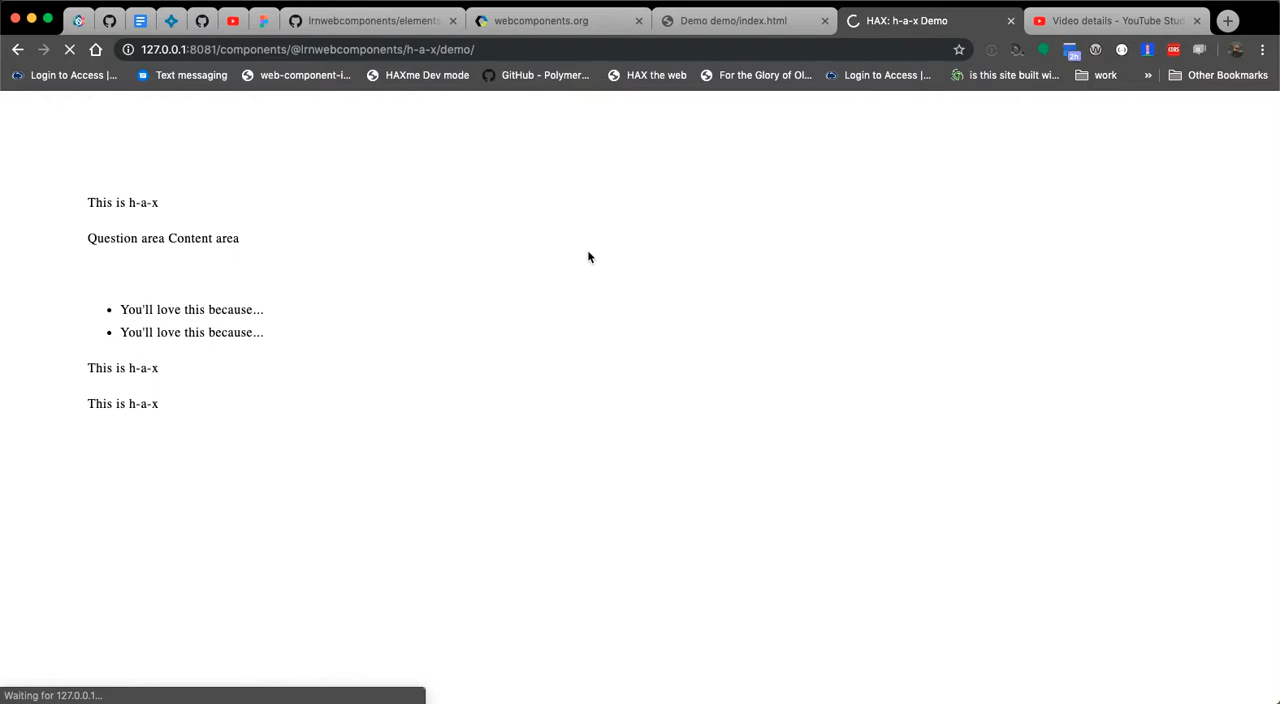 lrnwebcomponents/elements
webcomponents.org
Demo demo/index.html
HAX: h-a-x Demo
Video details - YouTube Stud
127.0.0.1:8081/components/@lrnwebcomponents/h-a-x/demo/
2h
Login to Access |...
Text messaging
web-component-i...
HAXme Dev mode
GitHub - Polymer...
HAX the web
For the Glory of Ol...
Login to Access |...
is this site built wi...
work
»
Other Bookmarks
This is h-a-x
Question area Content area
• You'll love this because...
• You'll love this because...
This is h-a-x
This is h-a-x
Waiting for 127.0.0.1...